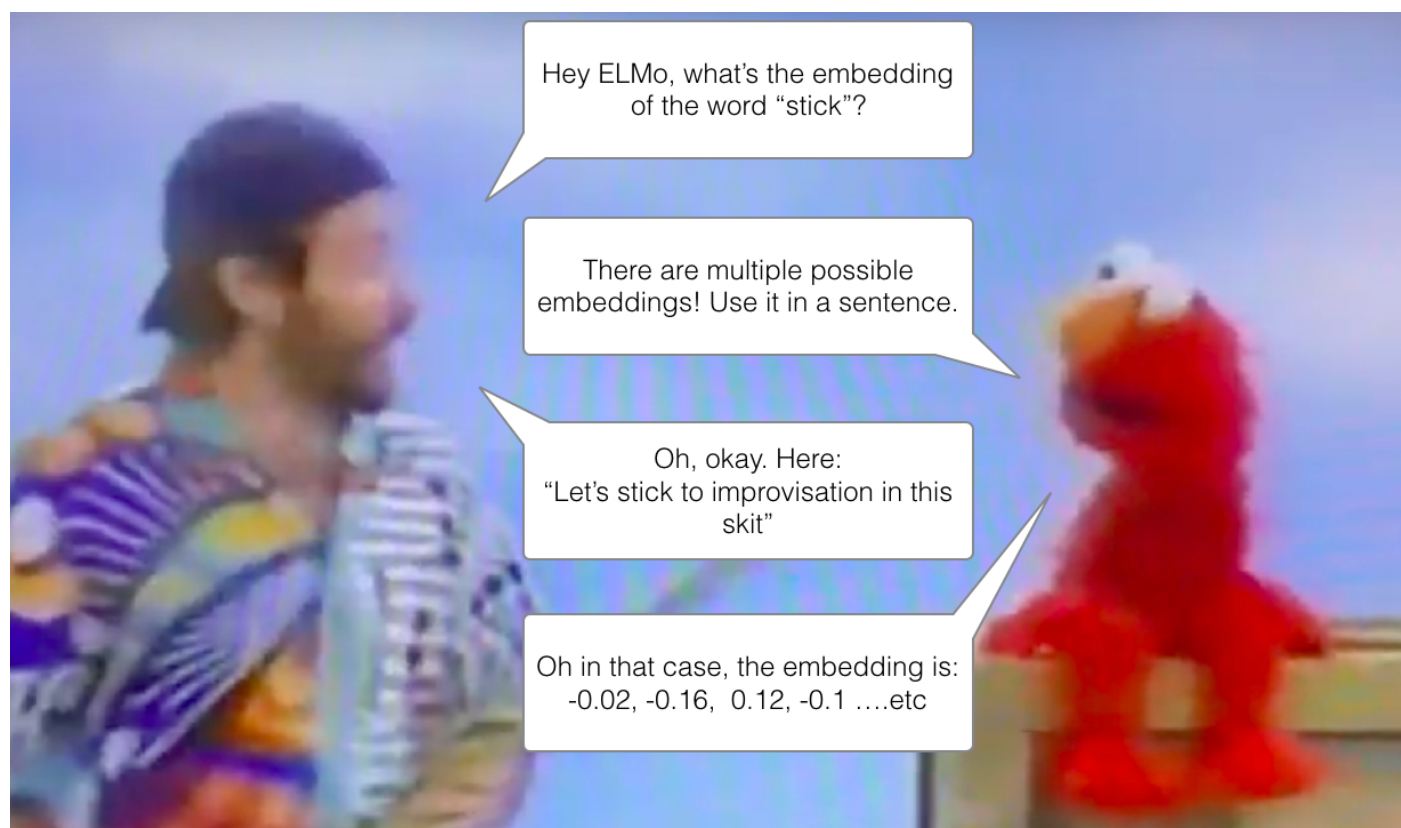 Hey ELMo, what’s the embedding
of the word “stick”?
There are multiple possible
embeddings! Use it in a sentence.
Oh, okay. Here:
“Let’s stick to improvisation in this
skit”
Oh in that case, the embedding is:
-0.02, -0.16,  0.12, -0.1 ….etc